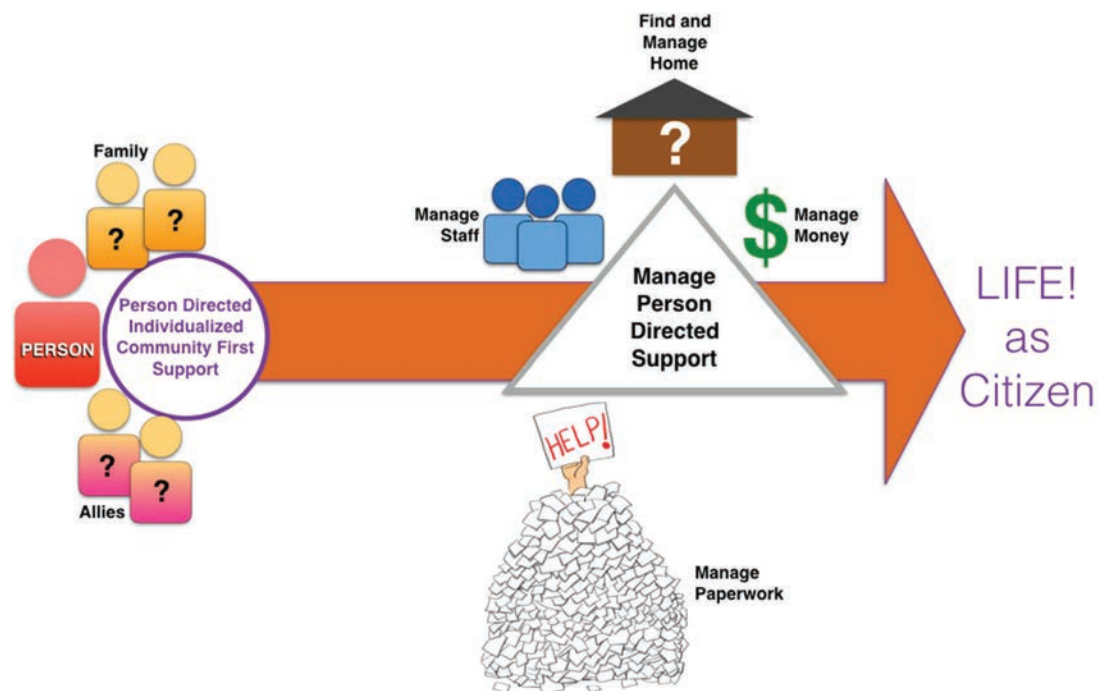 Find and
Manage
Home
?
Family
?
?
Manage
Staff
$
Manage
Money
PERSON
Person Directed
Individualized
Community First
Support
Manage
Person
Directed
Support
LIFE!
as
Citizen
?
?
Allies
HELP!
Manage
Paperwork